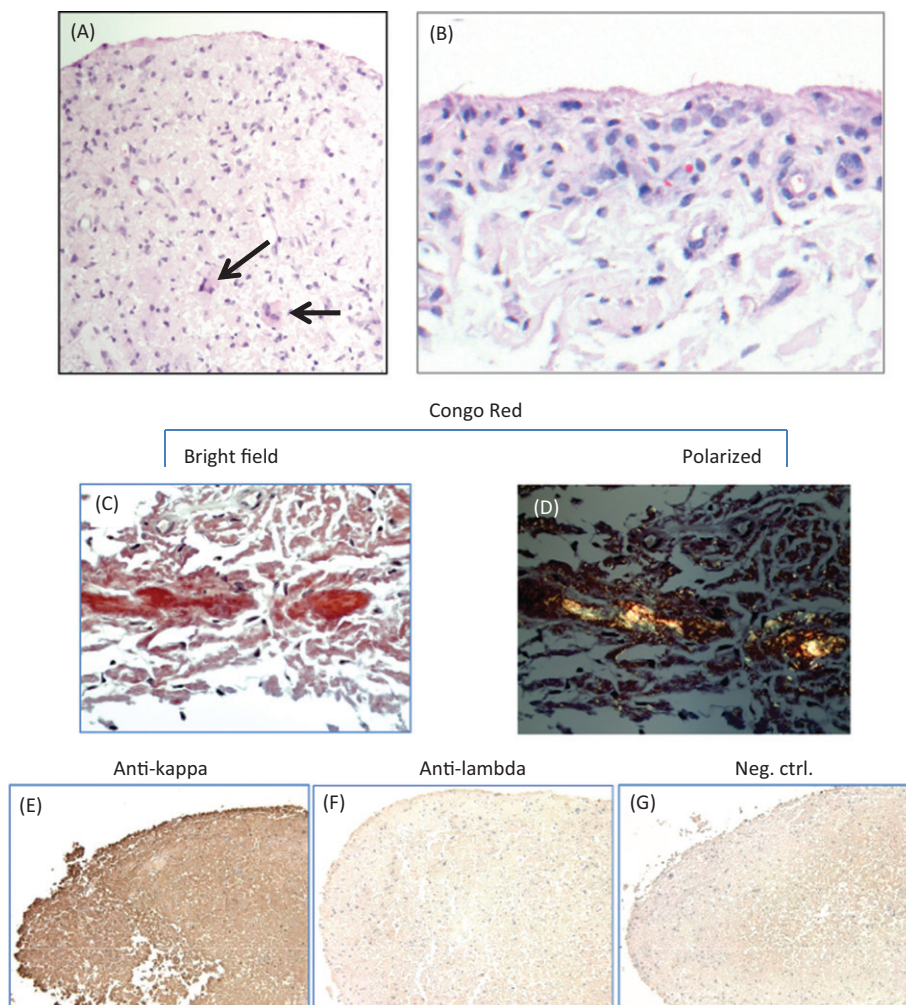 (A)
(B)
Congo Red
Bright field
Polarized
(C)
(D)
Anti-kappa
Anti-lambda
Neg. ctrl.
(E)
(F)
(G)